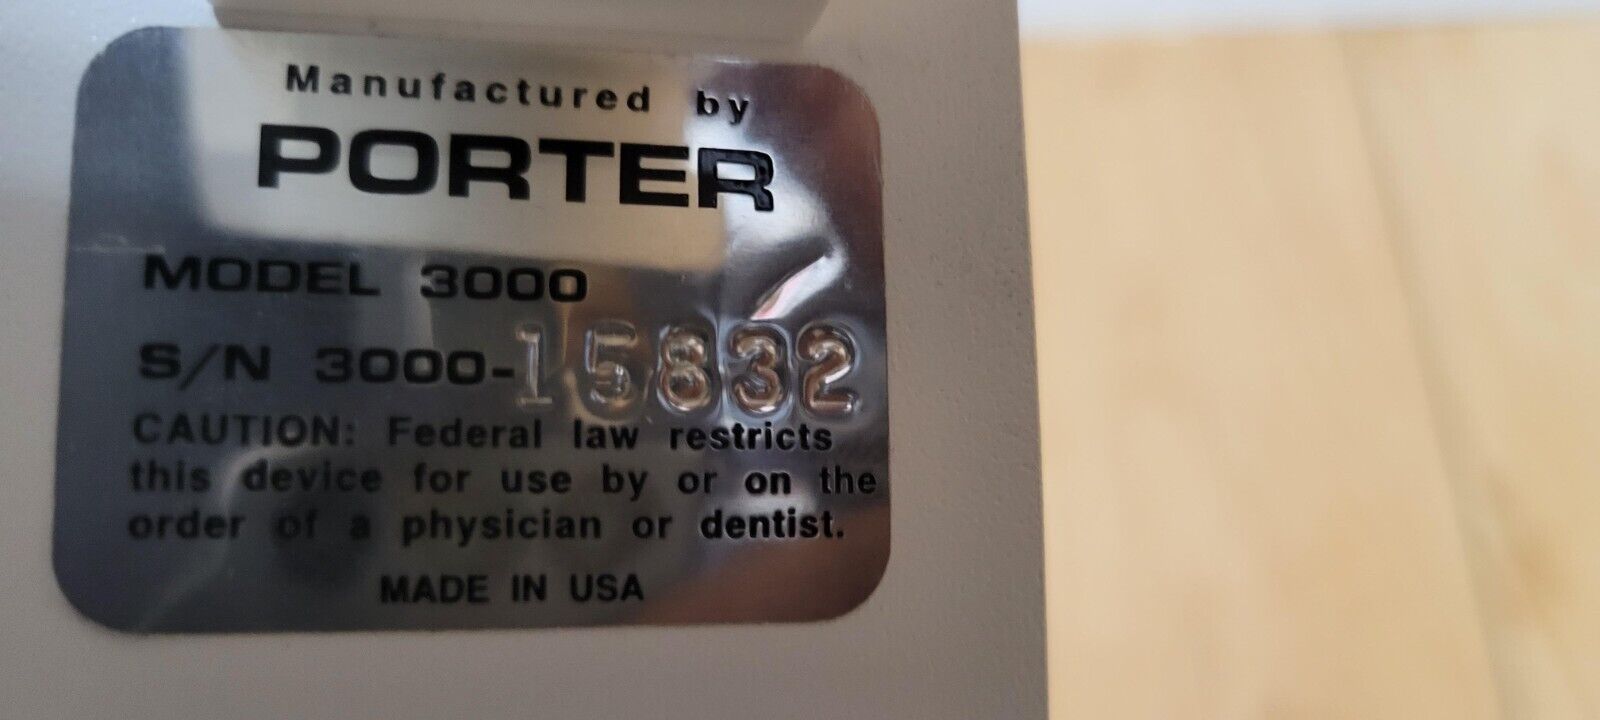 Manufactured by
PORTER
MODEL 3000
S/N 3000-15832
CAUTION: Federal law restricts
this device for use by or on the
order of a physician or dentist.
MADE IN USA